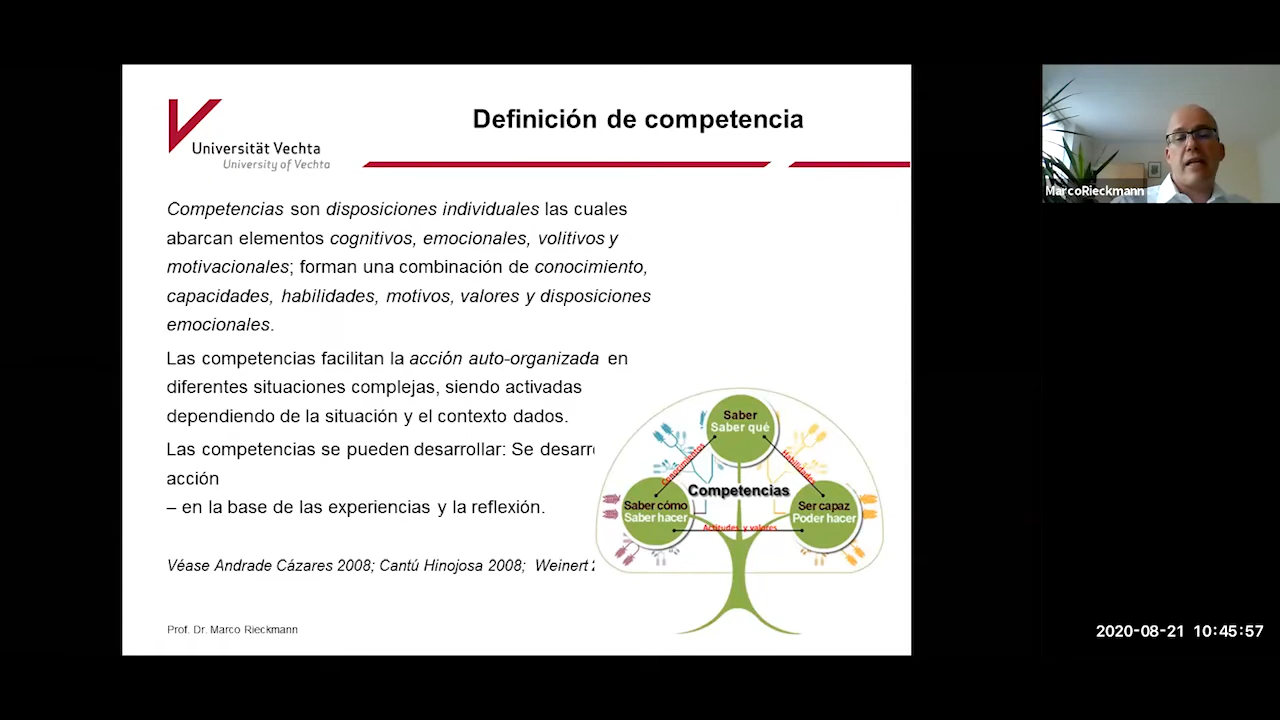 Universität Vechta
University of Vechta
Definición de competencia
Competencias son disposiciones individuales las cuales
abarcan elementos cognitivos, emocionales, volitivos y
motivacionales; forman una combinación de conocimiento,
capacidades, habilidades, motivos, valores y disposiciones
emocionales.
Las competencias facilitan la acción auto-organizada en
diferentes situaciones complejas, siendo activadas
dependiendo de la situación y el contexto dados.
Las competencias se pueden desarrollar: Se
acción
– en la base de las experiencias y la reflexión.
Véase Andrade Cázares 2008; Cantú Hinojosa 2008; Weinert
Prof. Dr. Marco Rieckmann
Saber
Saber qué
Conocimientos
Habilidades
Competencias
Saber cómo
Saber hacer
Ser capaz
Poder hacer
Actitudes y valores
MarcoRieckmann
2020-08-21 10:45:57